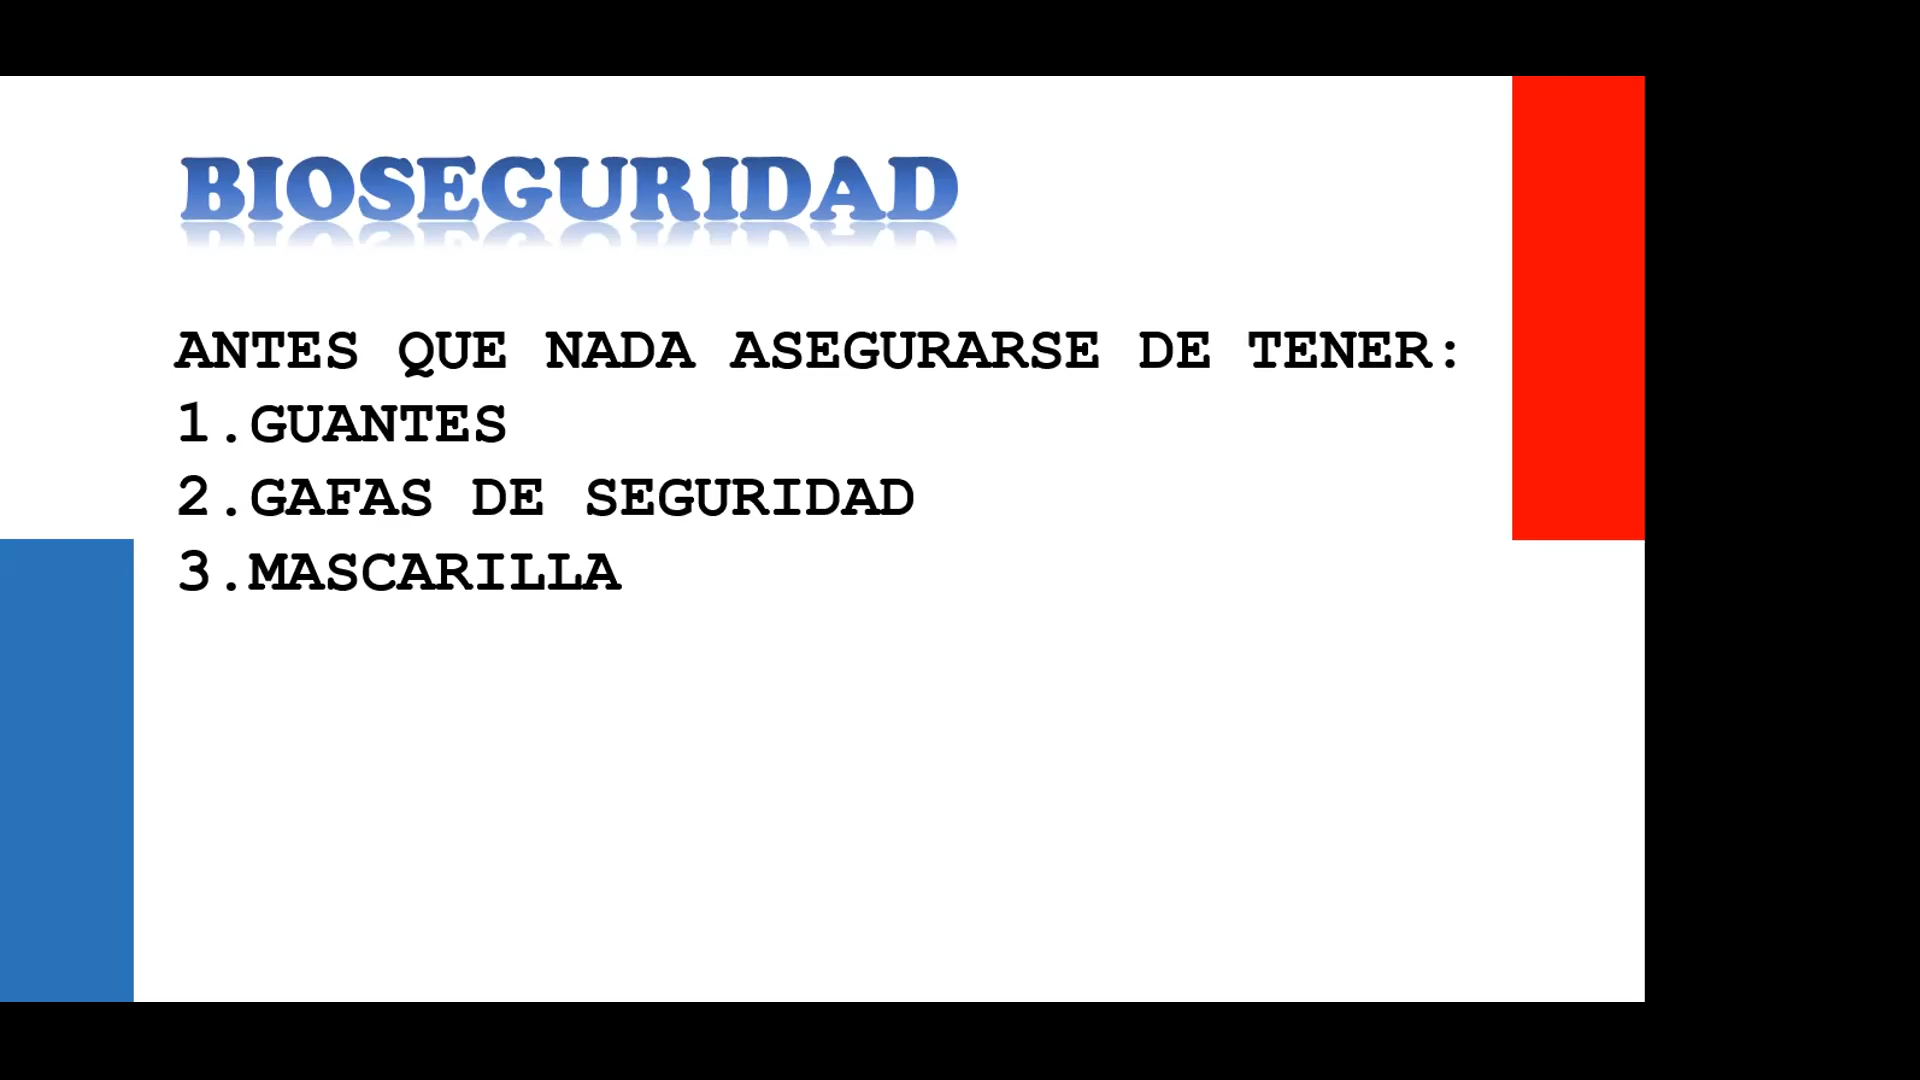 BIOSEGURIDAD
ANTES QUE NADA ASEGURARSE DE TENER:
1.GUANTES
2.GAFAS DE SEGURIDAD
3.MASCARILLA